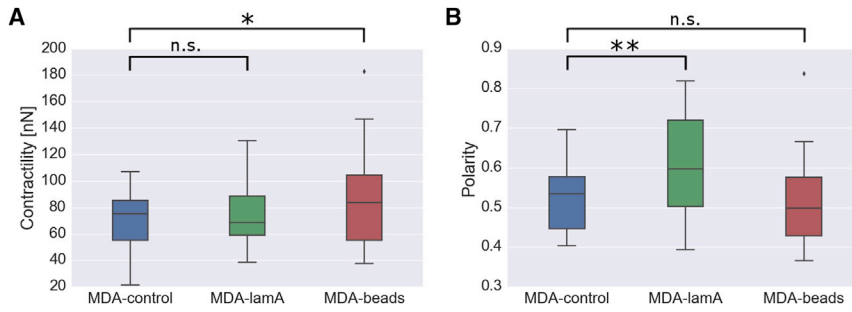 A
*
n.s.
200
180
160
140
120
100
80
60
40
20
Contractility [nN]
MDA-control MDA-lamA MDA-beads
B
n.s.
**
0.9
0.8
0.7
0.6
0.5
0.4
0.3
Polarity
MDA-control MDA-lamA MDA-beads